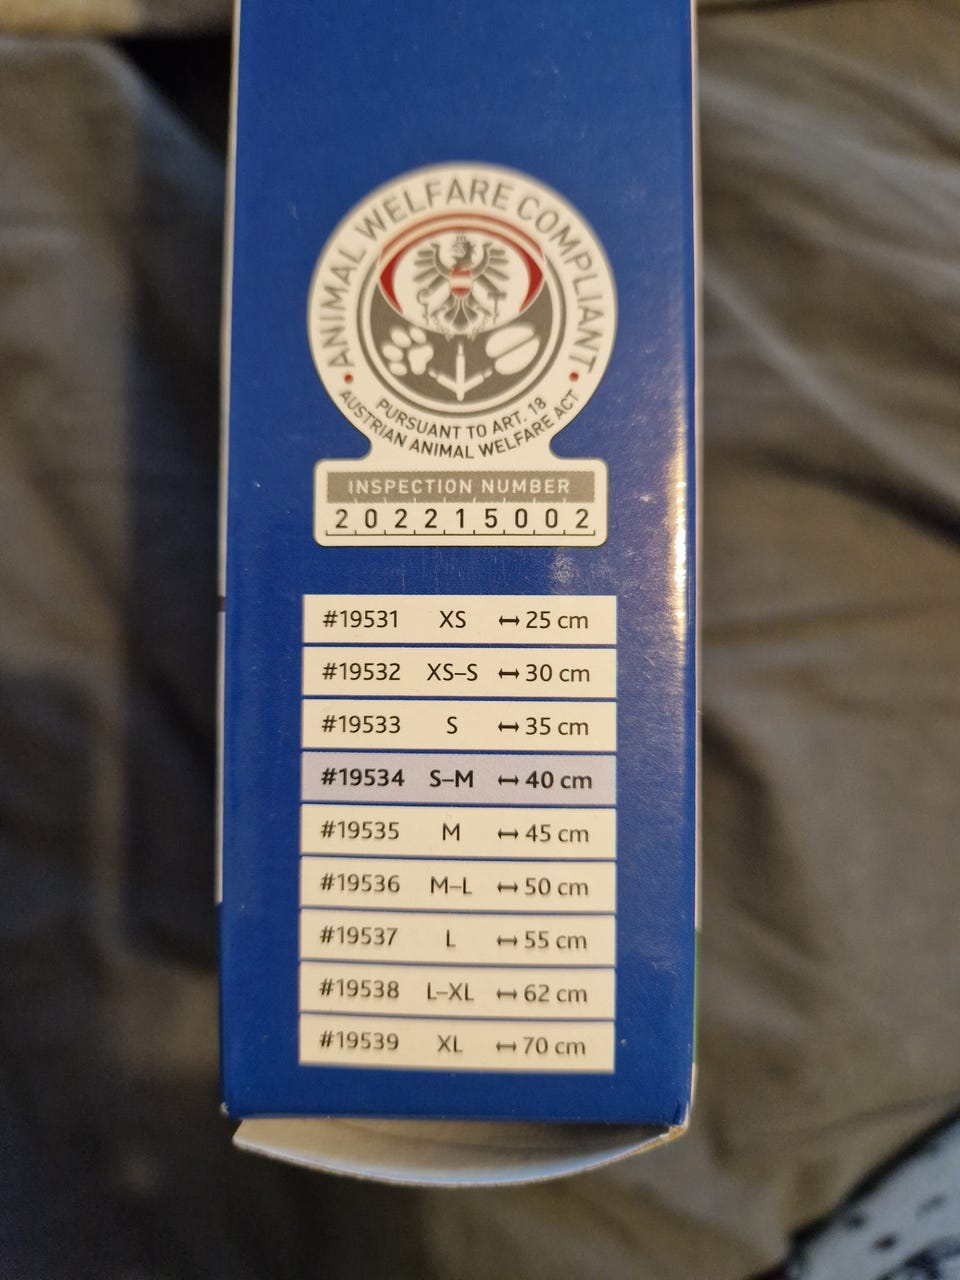 ANIMAL WELFARE COMPLIANT
PURSUANT TO ART. 18
AUSTRIAN ANIMAL WELFARE ACT
INSPECTION NUMBER
202215002
#19531 XS ↔ 25 cm
#19532 XS–S ↔ 30 cm
#19533 S ↔ 35 cm
#19534 S–M ↔ 40 cm
#19535 M ↔ 45 cm
#19536 M–L ↔ 50 cm
#19537 L ↔ 55 cm
#19538 L–XL ↔ 62 cm
#19539 XL ↔ 70 cm